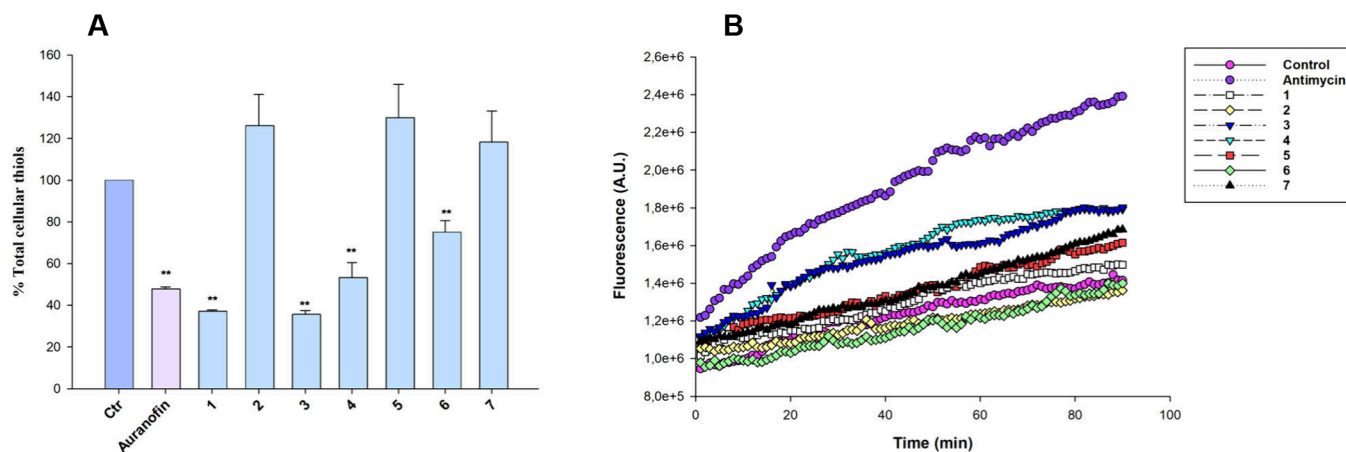 A
% Total cellular thiols
160
140
120
100
80
60
40
20
0
**
**
**
**
**
Ctr
Auranofin
1
2
3
4
5
6
7
B
Fluorescence (A.U.)
2,6e+6
2,4e+6
2,2e+6
2,0e+6
1,8e+6
1,6e+6
1,4e+6
1,2e+6
1,0e+6
8,0e+5
0
20
40
60
80
100
Time (min)
Control
Antimycin
1
2
3
4
5
6
7